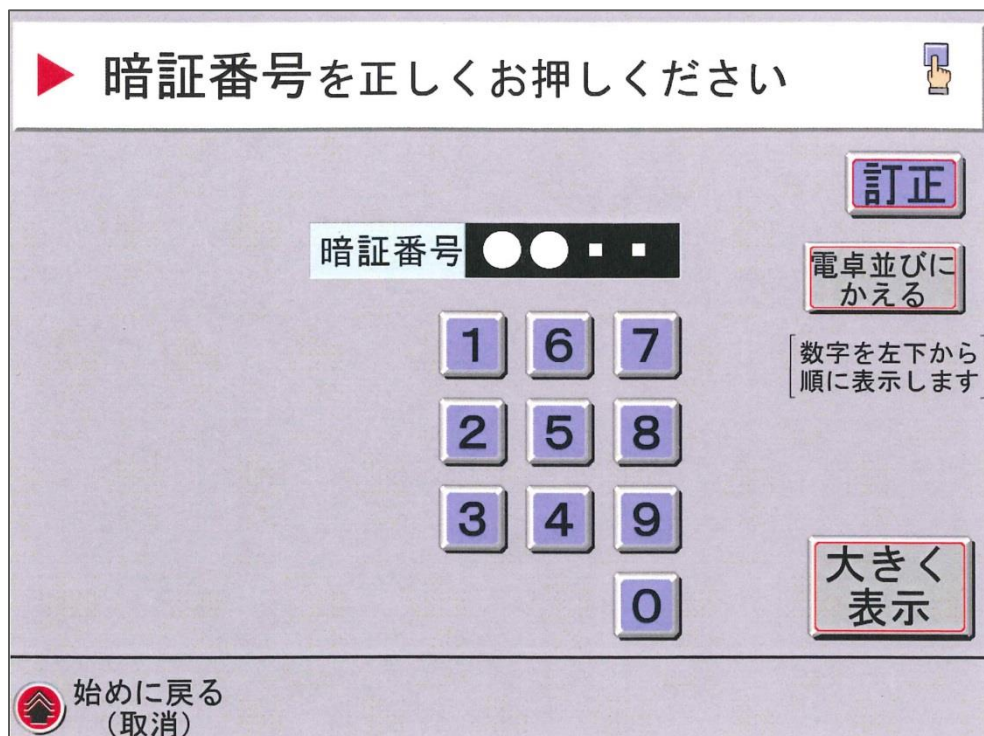 暗証番号を正しくお押しください
訂正
暗証番号
電卓並びに
かえる
数字を左下から
順に表示します
1 6 7
2 5 8
3 4 9
0
大きく
表示
始めに戻る
(取消)